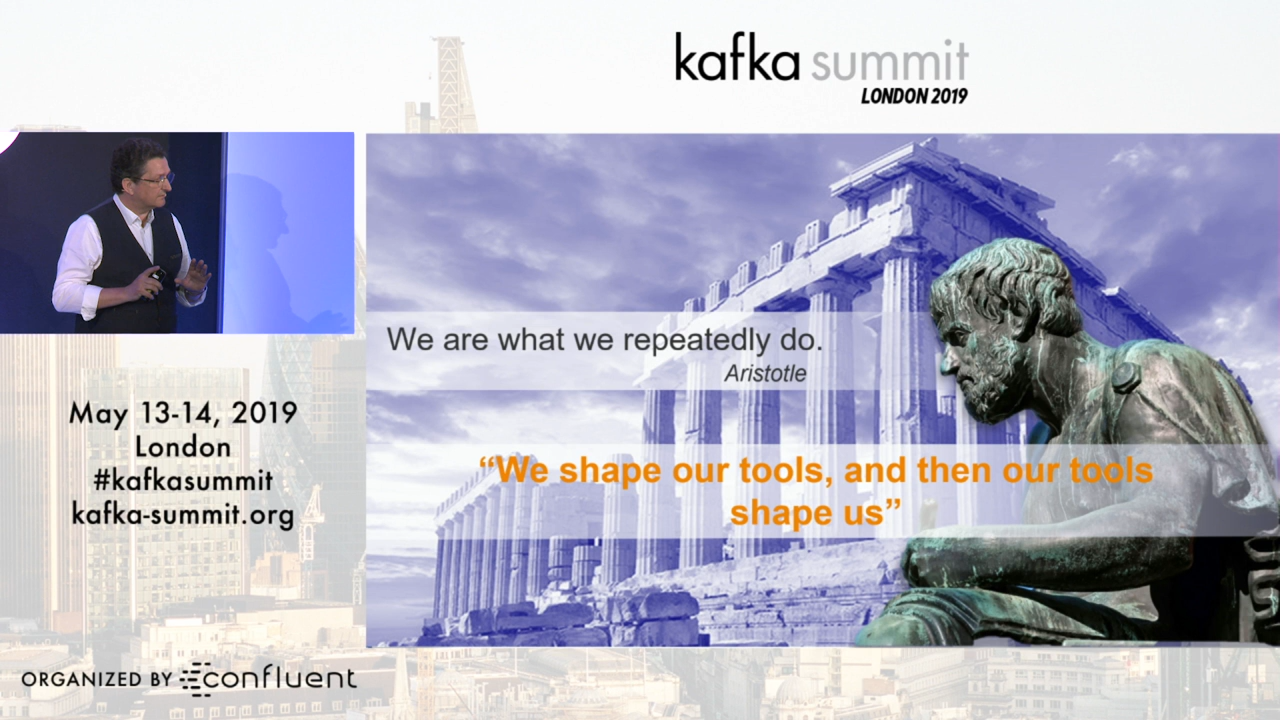 kafka summit
LONDON 2019
We are what we repeatedly do.
Aristotle
“We shape our tools, and then our tools
shape us”
May 13-14, 2019
London
#kafkasummit
kafka-summit.org
ORGANIZED BY confluent